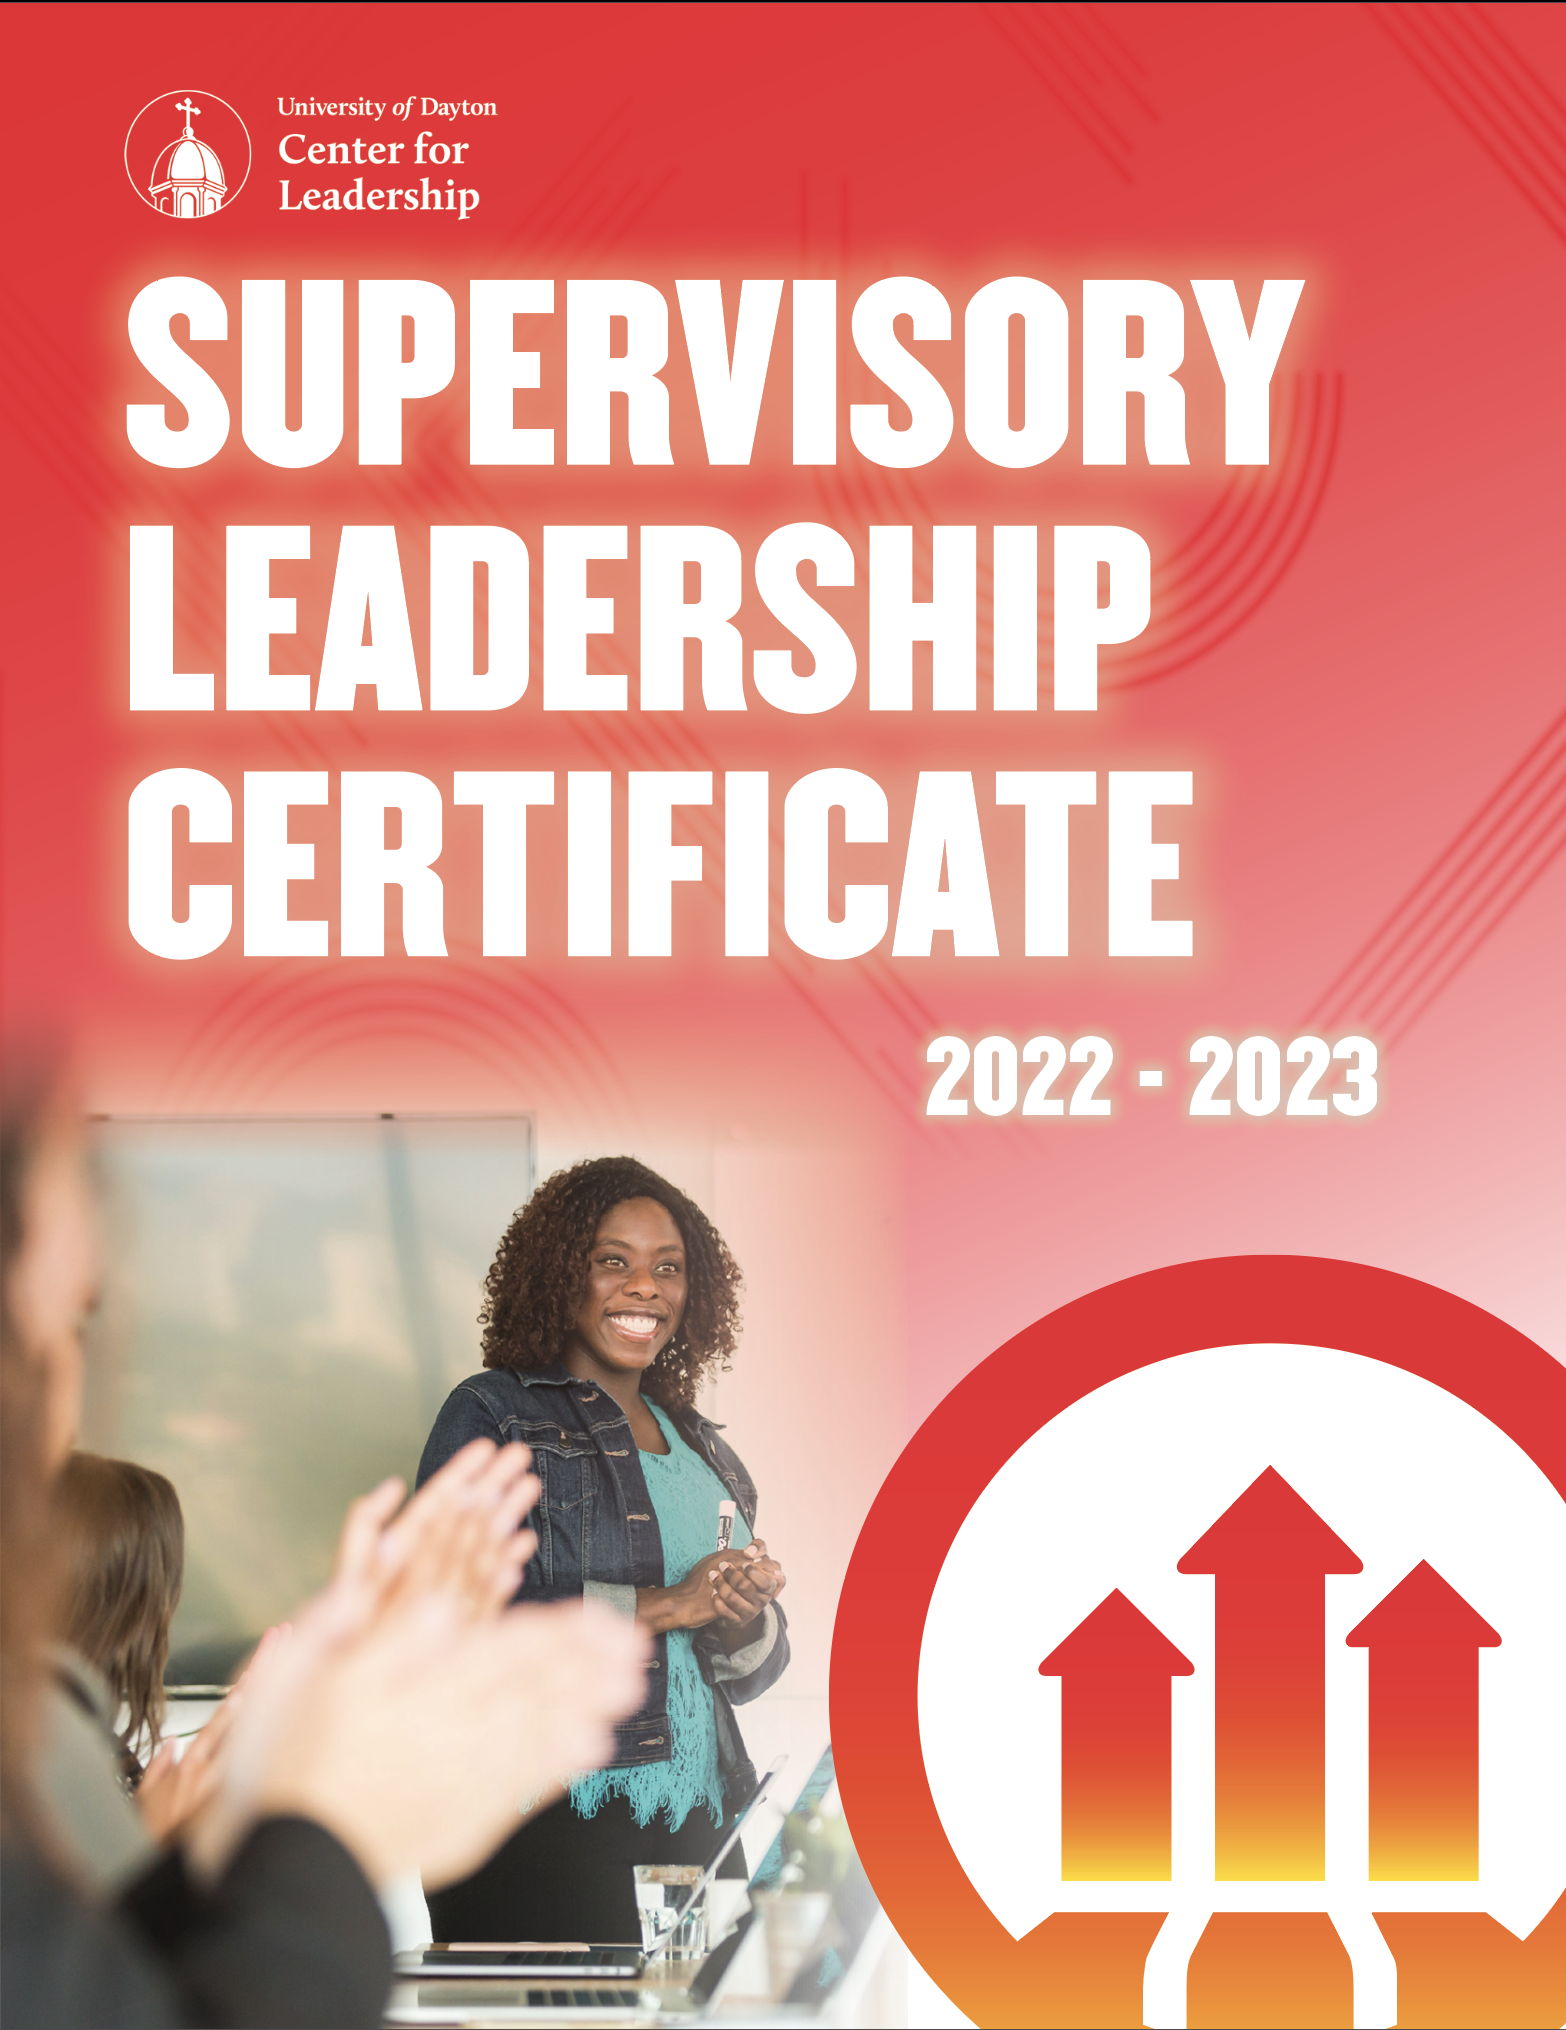 University of Dayton
Center for
Leadership
SUPERVISORY
LEADERSHIP
CERTIFICATE
2022 - 2023